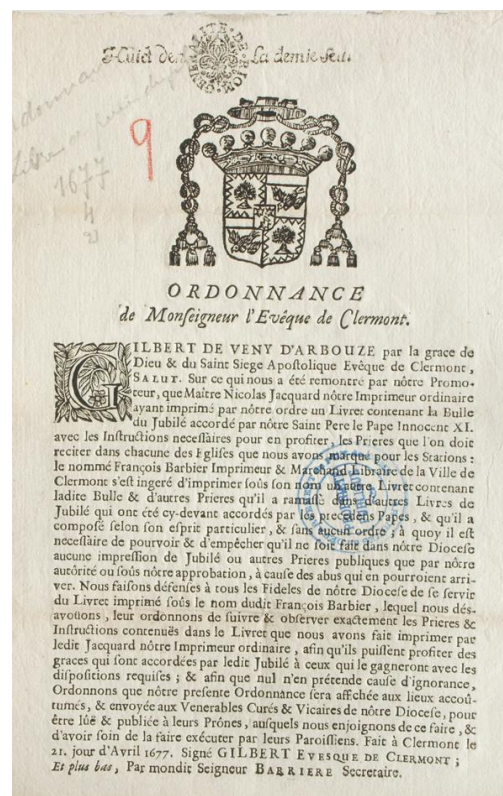 Huict den. La demie feu.
GENERALITE DE RIOM
9
1677
4
21
ORDONNANCE
de Monſeigneur l'Evéque de Clermont.
GILBERT DE VENY D'ARBOUZE par la grace de
Dieu & du Saint Siege Apoſtolique Evèque de Clermont,
SALUT. Sur ce qui nous a été remontré par nôtre Promo-
teur, que Maître Nicolas Jacquard nôtre Imprimeur ordinaire
ayant imprimé par nôtre ordre un Livret contenant la Bulle
du Jubilé accordé par nôtre Saint Pere le Pape Innocent XI.
avec les Inſtructions neceſſaires pour en profiter, les Prieres que l'on doit
reciter dans chacune des Egliſes que nous avons marqué pour les Stations :
le nommé François Barbier Imprimeur & Marchand Libraire de la Ville de
Clermont s'eſt ingeré d'imprimer ſoûs ſon nom un autre Livret contenant
ladite Bulle & d'autres Prieres qu'il a ramaſſé dans d'autres Livres de
Jubilé qui ont été cy-devant accordés par les precedens Papes, & qu'il a
compoſé ſelon ſon eſprit particulier, & ſans aucun ordre ; à quoy il eſt
neceſſaire de pourvoir & d'empêcher qu'il ne ſoit fait dans nôtre Dioceſe
aucune impreſſion de Jubilé ou autres Prieres publiques que par nôtre
autorité ou ſoûs nôtre approbation, à cauſe des abus qui en pourroient arri-
ver. Nous faiſons défenſes à tous les Fideles de nôtre Dioceſe de ſe ſervir
du Livret imprimé ſoûs le nom dudit François Barbier, lequel nous déſ-
avoüons, leur ordonnons de ſuivre & obſerver exactement les Prieres &
Inſtructions contenuës dans le Livret que nous avons fait imprimer par
ledit Jacquard nôtre Imprimeur ordinaire, afin qu'ils puiſſent profiter des
graces qui ſont accordées par ledit Jubilé à ceux qui le gagneront avec les
diſpoſitions requiſes ; & afin que nul n'en prétende cauſe d'ignorance,
Ordonnons que nôtre preſente Ordonnance ſera affichée aux lieux accoû-
tumés, & envoyée aux Venerables Curés & Vicaires de nôtre Dioceſe, pour
être lûë & publiée à leurs Prônes, auſquels nous enjoignons de ce faire, &
d'avoir ſoin de la faire exécuter par leurs Paroiſſiens. Fait à Clermont le
21. jour d'Avril 1677. Signé GILBERT EVESQUE DE CLERMONT ;
Et plus bas, Par mondit Seigneur BARRIERE Secretaire.